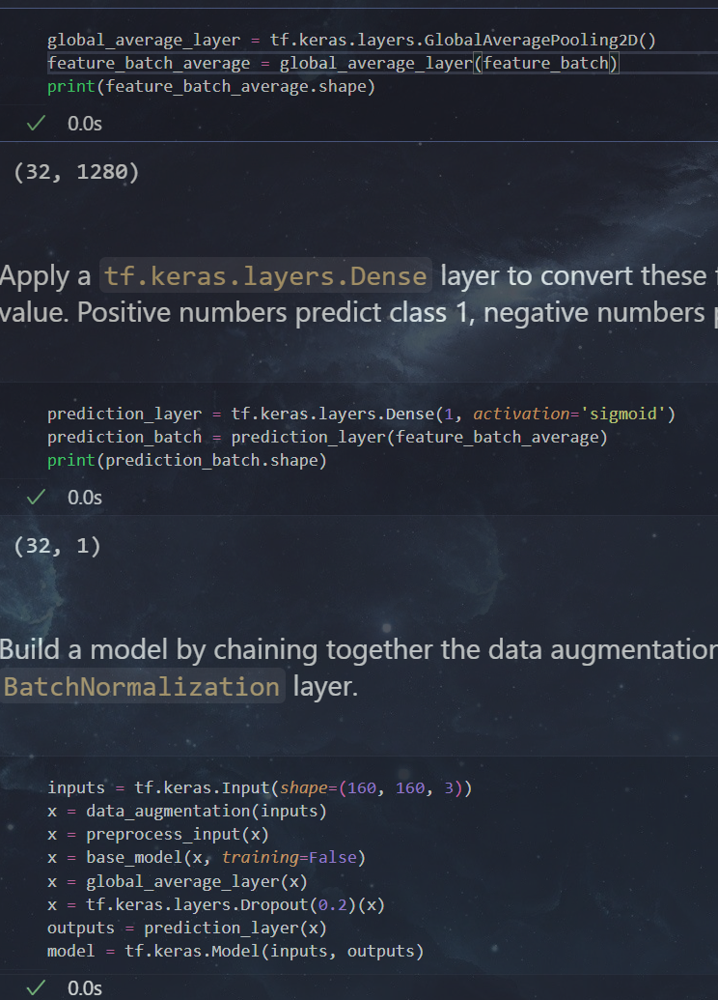 global_average_layer = tf.keras.layers.GlobalAveragePooling2D()
feature_batch_average = global_average_layer(feature_batch)
print(feature_batch_average.shape)
✓ 0.0s
(32, 1280)
Apply a tf.keras.layers.Dense layer to convert these
value. Positive numbers predict class 1, negative numbers
prediction_layer = tf.keras.layers.Dense(1, activation='sigmoid')
prediction_batch = prediction_layer(feature_batch_average)
print(prediction_batch.shape)
✓ 0.0s
(32, 1)
Build a model by chaining together the data augmentation
BatchNormalization layer.
inputs = tf.keras.Input(shape=(160, 160, 3))
x = data_augmentation(inputs)
x = preprocess_input(x)
x = base_model(x, training=False)
x = global_average_layer(x)
x = tf.keras.layers.Dropout(0.2)(x)
outputs = prediction_layer(x)
model = tf.keras.Model(inputs, outputs)
✓ 0.0s